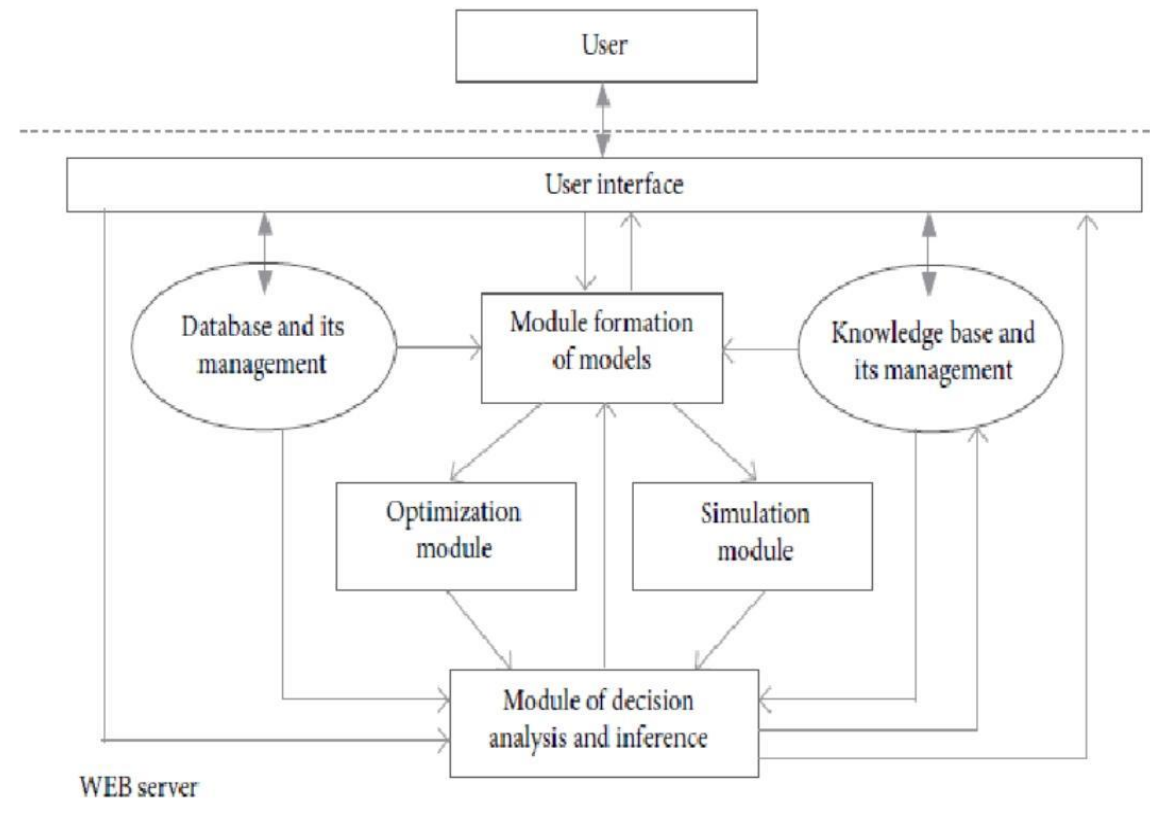 User
User interface
Database and its
management
Module formation
of models
Knowledge base and
its management
Optimization
module
Simulation
module
Module of decision
analysis and inference
WEB server